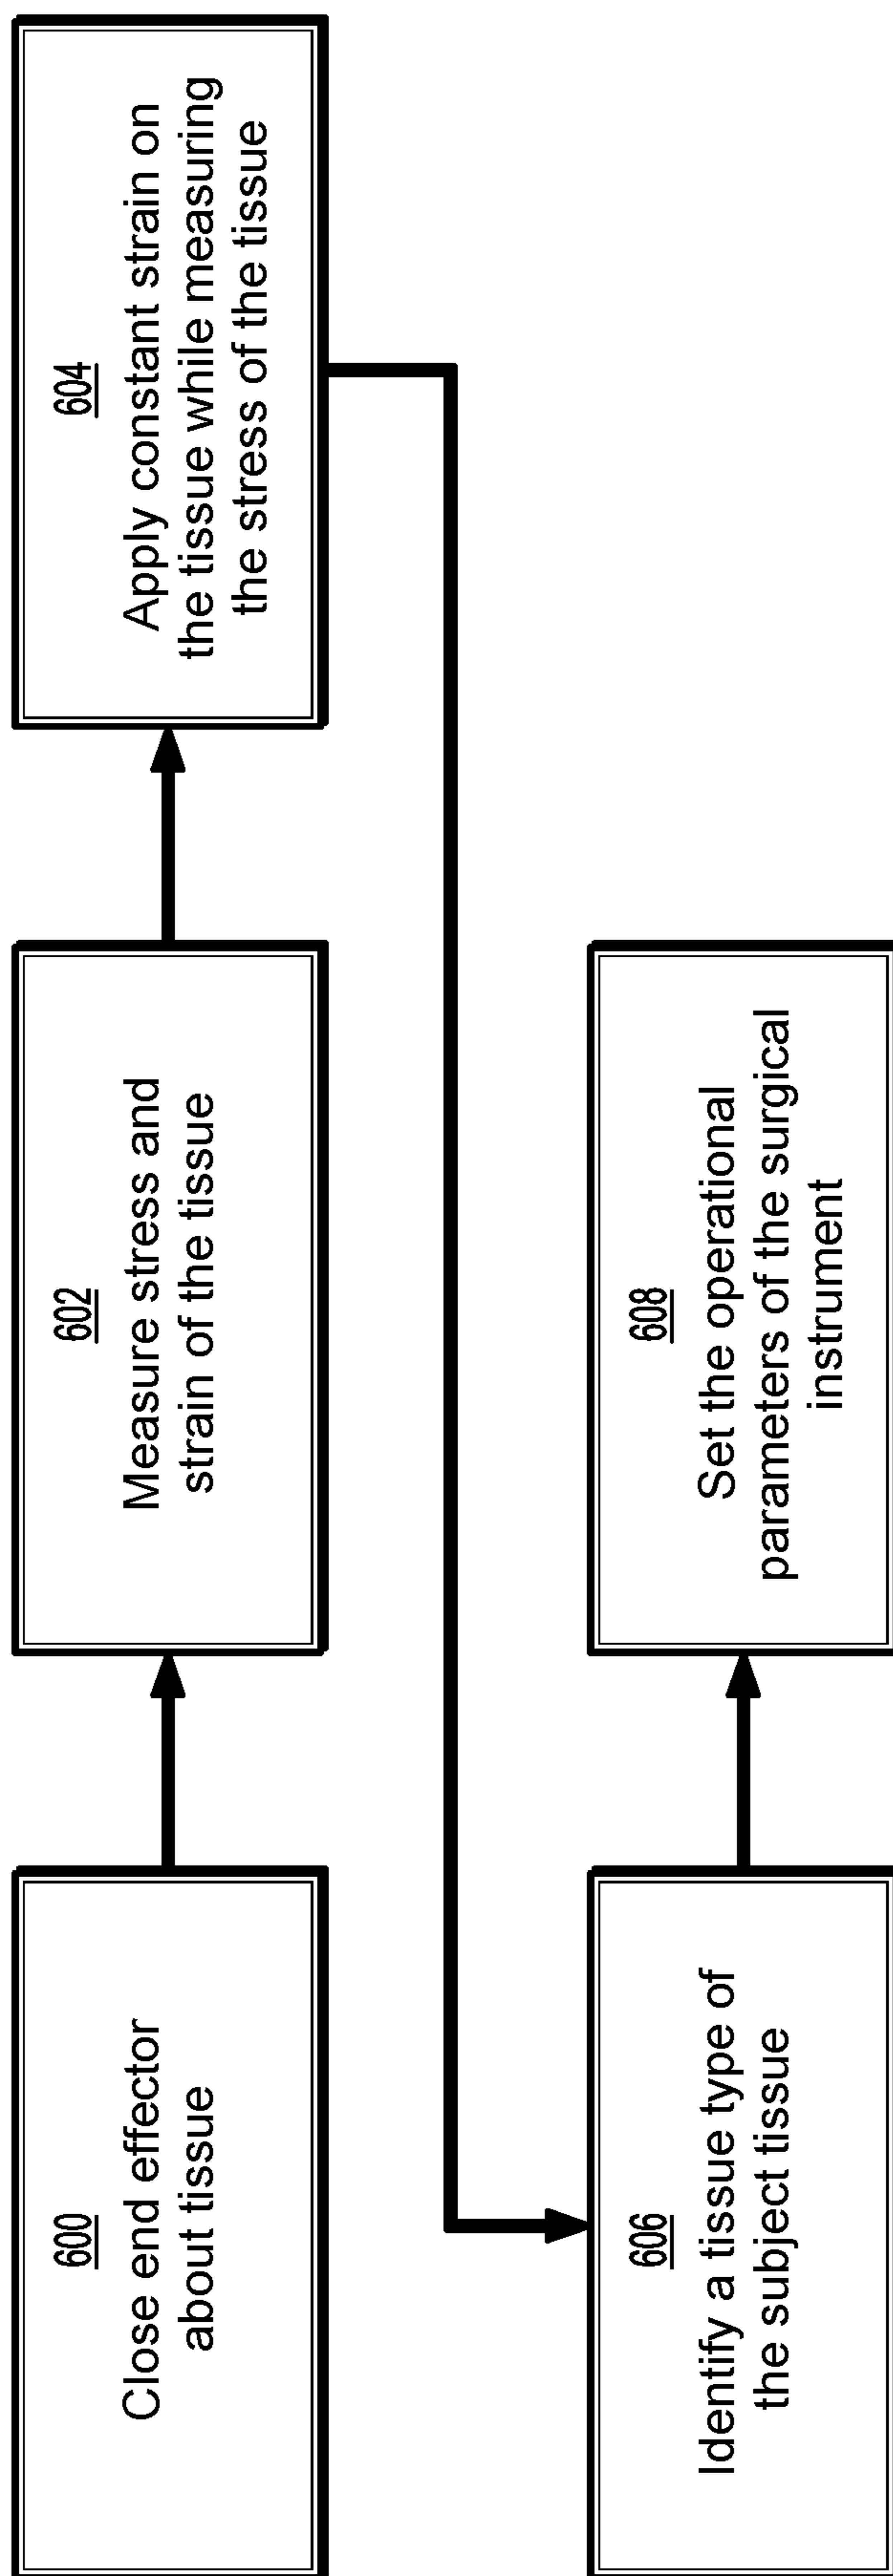 600
Close end effector
about tissue
602
Measure stress and
strain of the tissue
604
Apply constant strain on
the tissue while measuring
the stress of the tissue
606
Identify a tissue type of
the subject tissue
608
Set the operational
parameters of the surgical
instrument